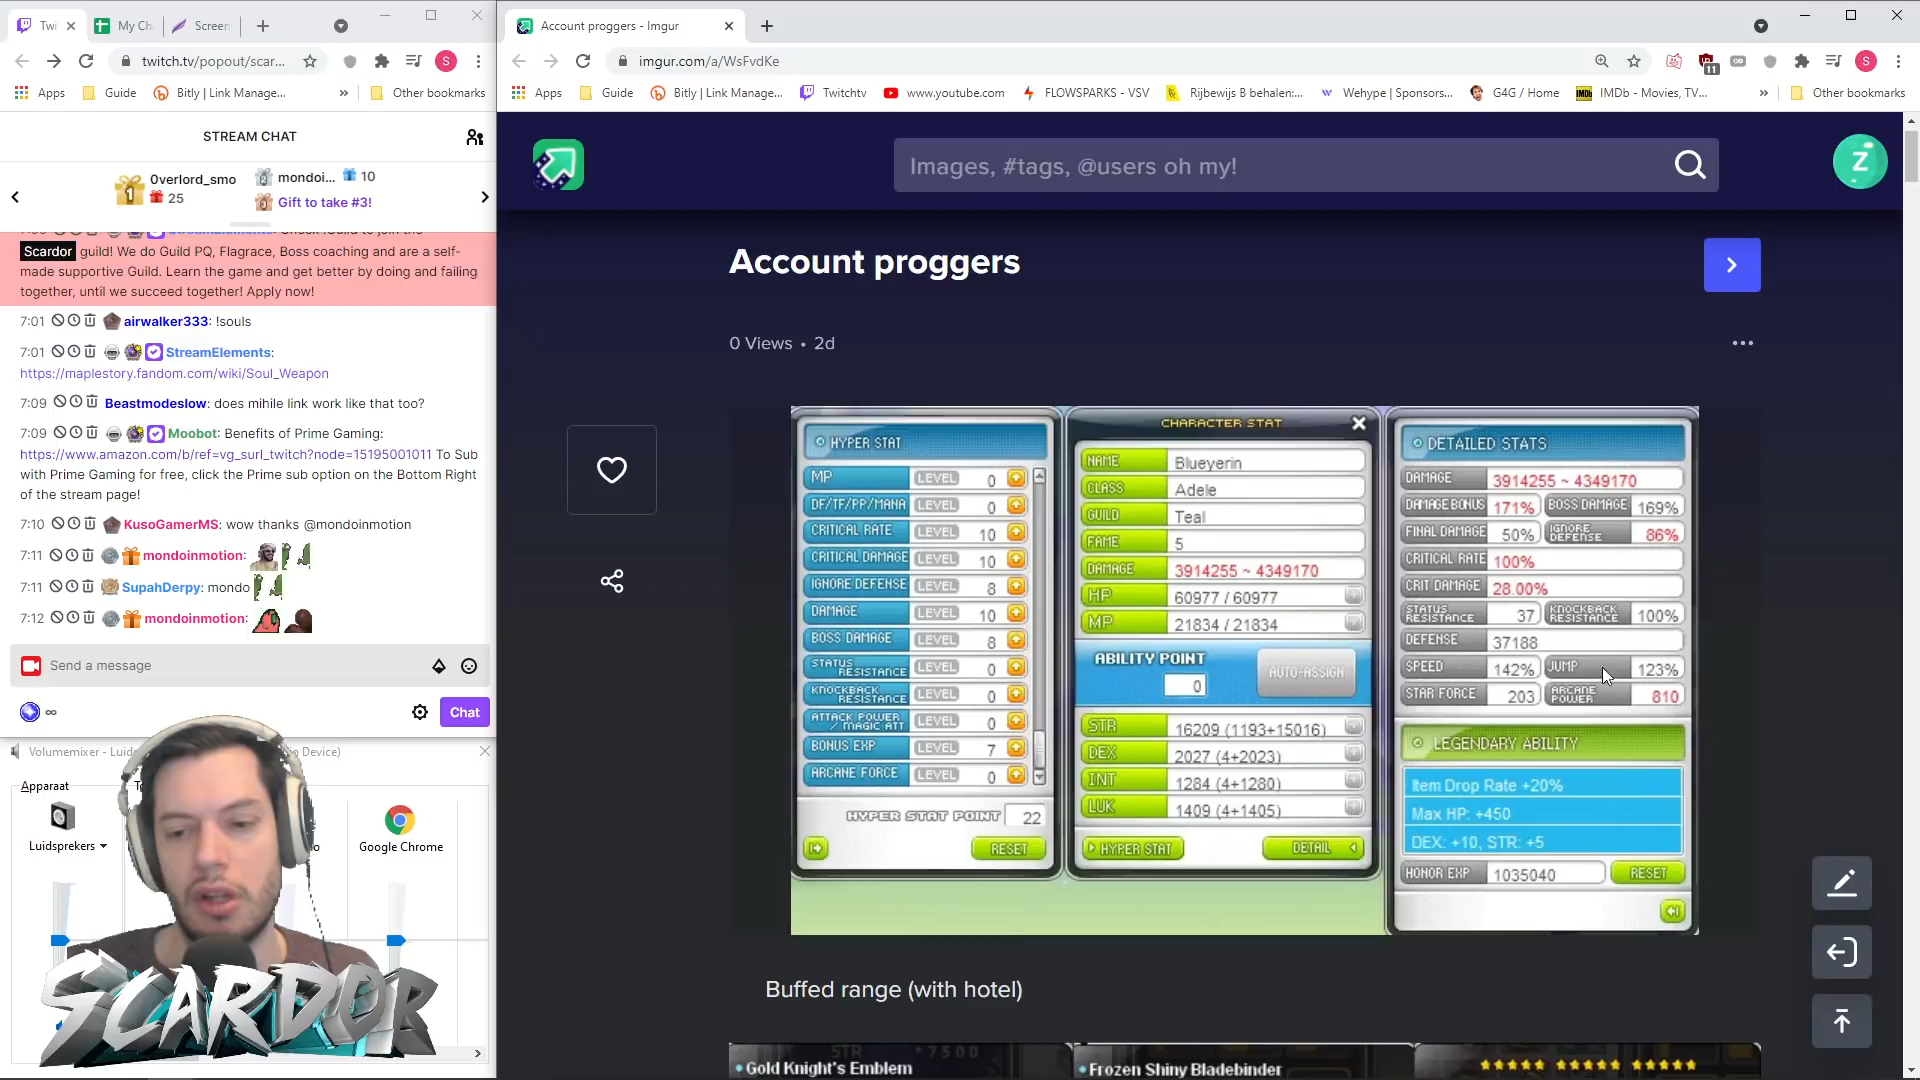 Twi
My Ch
Screen
twitch.tv/popout/scar...
Apps
Guide
Bitly | Link Manage...
»
Other bookmarks
STREAM CHAT
0verlord_smo
25
mondoi... 10
Gift to take #3!
Scardor guild! We do Guild PQ, Flagrace, Boss coaching and are a self-
made supportive Guild. Learn the game and get better by doing and failing
together, until we succeed together! Apply now!
7:01 airwalker333: !souls
7:01 StreamElements:
https://maplestory.fandom.com/wiki/Soul_Weapon
7:09 Beastmodeslow: does mihile link work like that too?
7:09 Moobot: Benefits of Prime Gaming:
https://www.amazon.com/b/ref=vg_surl_twitch?node=15195001011 To Sub
with Prime Gaming for free, click the Prime sub option on the Bottom Right
of the stream page!
7:10 KusoGamerMS: wow thanks @mondoinmotion
7:11 mondoinmotion:
7:11 SupahDerpy: mondo
7:12 mondoinmotion:
Send a message
∞
Chat
Volumemixer - Luids
Device)
Apparaat
Luidsprekers
Google Chrome
SCARDOR
Account proggers - Imgur
imgur.com/a/WsFvdKe
11
S
Apps
Guide
Bitly | Link Manage...
Twitchtv
www.youtube.com
FLOWSPARKS - VSV
Rijbewijs B behalen:...
Wehype | Sponsors...
G4G / Home
IMDb - Movies, TV...
»
Other bookmarks
Images, #tags, @users oh my!
Z
Account proggers
0 Views • 2d
HYPER STAT
MP LEVEL 0
DF/TF/PP/MANA LEVEL 0
CRITICAL RATE LEVEL 10
CRITICAL DAMAGE LEVEL 10
IGNORE DEFENSE LEVEL 8
DAMAGE LEVEL 10
BOSS DAMAGE LEVEL 8
STATUS RESISTANCE LEVEL 0
KNOCKBACK RESISTANCE LEVEL 0
ATTACK POWER / MAGIC ATT LEVEL 0
BONUS EXP LEVEL 7
ARCANE FORCE LEVEL 0
HYPER STAT POINT 22
RESET
CHARACTER STAT
NAME Blueyerin
CLASS Adele
GUILD Teal
FAME 5
DAMAGE 3914255 ~ 4349170
HP 60977 / 60977
MP 21834 / 21834
ABILITY POINT
0
AUTO-ASSIGN
STR 16209 (1193+15016)
DEX 2027 (4+2023)
INT 1284 (4+1280)
LUK 1409 (4+1405)
HYPER STAT
DETAIL
DETAILED STATS
DAMAGE 3914255 ~ 4349170
DAMAGE BONUS 171% BOSS DAMAGE 169%
FINAL DAMAGE 50% IGNORE DEFENSE 86%
CRITICAL RATE 100%
CRIT DAMAGE 28.00%
STATUS RESISTANCE 37 KNOCKBACK RESISTANCE 100%
DEFENSE 37188
SPEED 142% JUMP 123%
STAR FORCE 203 ARCANE POWER 810
LEGENDARY ABILITY
Item Drop Rate +20%
Max HP: +450
DEX: +10, STR: +5
HONOR EXP 1035040
RESET
Buffed range (with hotel)
STR +7500
Gold Knight's Emblem
Frozen Shiny Bladebinder